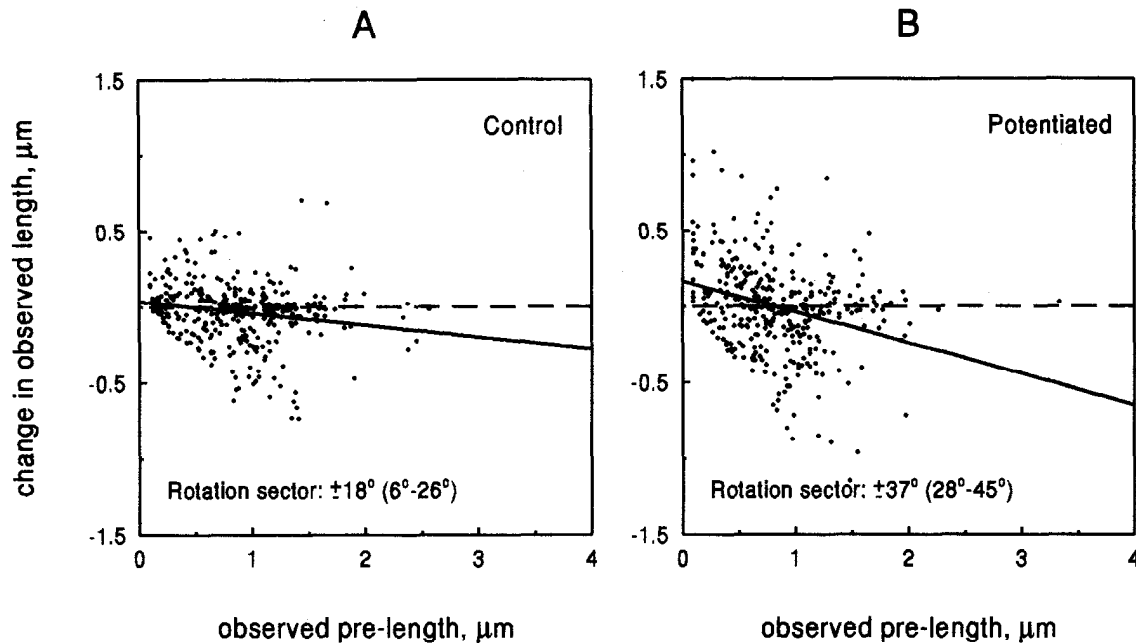 A
B
1.5
0.5
-0.5
-1.5
0
1
2
3
4
change in observed length, μm
observed pre-length, μm
Control
Rotation sector: ±18° (6°-26°)
1.5
0.5
-0.5
-1.5
0
1
2
3
4
observed pre-length, μm
Potentiated
Rotation sector: ±37° (28°-45°)